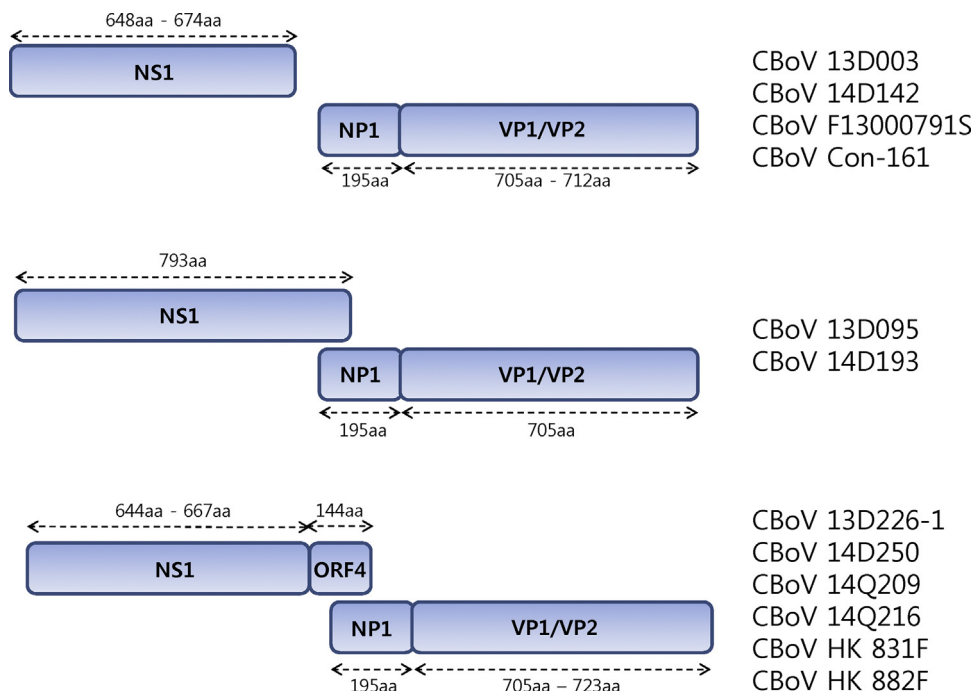 648aa - 674aa
NS1
NP1
VP1/VP2
195aa
705aa - 712aa
CBoV 13D003
CBoV 14D142
CBoV F13000791S
CBoV Con-161
793aa
NS1
NP1
VP1/VP2
195aa
705aa
CBoV 13D095
CBoV 14D193
644aa - 667aa
144aa
NS1
ORF4
NP1
VP1/VP2
195aa
705aa – 723aa
CBoV 13D226-1
CBoV 14D250
CBoV 14Q209
CBoV 14Q216
CBoV HK 831F
CBoV HK 882F